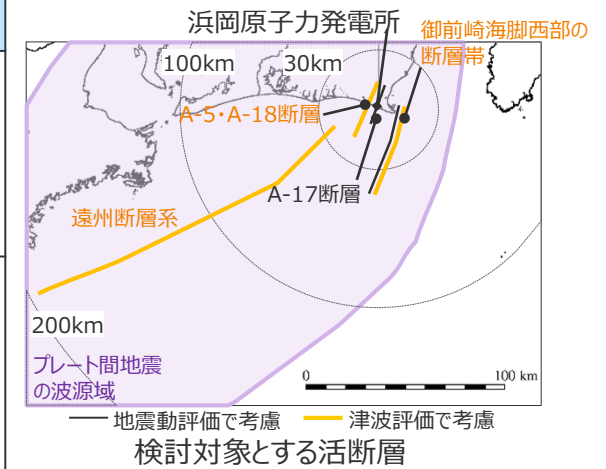 浜岡原子力発電所
御前崎海脚西部の
断層帯
100km
30km
A-5・A-18断層
A-17断層
遠州断層系
200km
プレート間地震
の波源域
0
100 km
地震動評価で考慮
津波評価で考慮
検討対象とする活断層